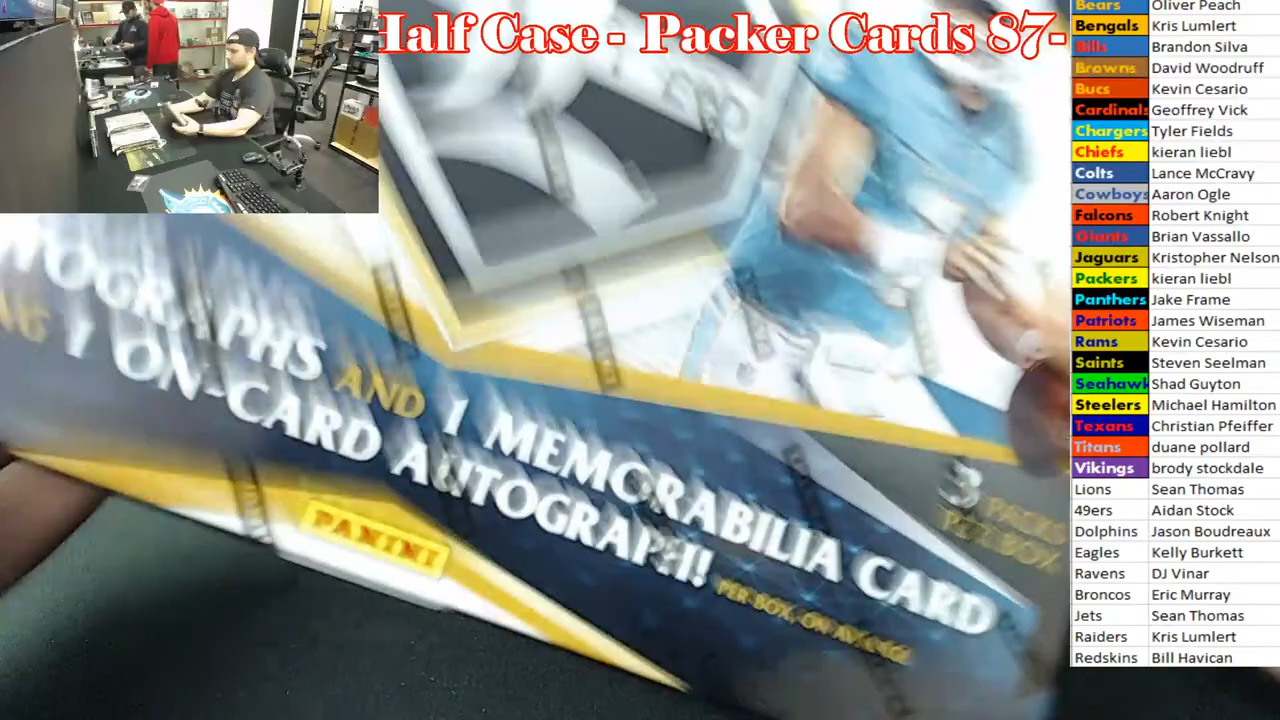 Half Case - Packer Cards 87-
Bears Oliver Peach
Bengals Kris Lumlert
Bills Brandon Silva
Browns David Woodruff
Bucs Kevin Cesario
Cardinals Geoffrey Vick
Chargers Tyler Fields
Chiefs kieran liebl
Colts Lance McCravy
Cowboys Aaron Ogle
Falcons Robert Knight
Giants Brian Vassallo
Jaguars Kristopher Nelson
Packers kieran liebl
Panthers Jake Frame
Patriots James Wiseman
Rams Kevin Cesario
Saints Steven Seelman
Seahawk Shad Guyton
Steelers Michael Hamilton
Texans Christian Pfeiffer
Titans duane pollard
Vikings brody stockdale
Lions Sean Thomas
49ers Aidan Stock
Dolphins Jason Boudreaux
Eagles Kelly Burkett
Ravens DJ Vinar
Broncos Eric Murray
Jets Sean Thomas
Raiders Kris Lumlert
Redskins Bill Havican
AND 1 MEMORABILIA CARD
1 ON-CARD AUTOGRAPH!
PER BOX, ON AVERAGE
PANINI
3 PACKS
PER BOX